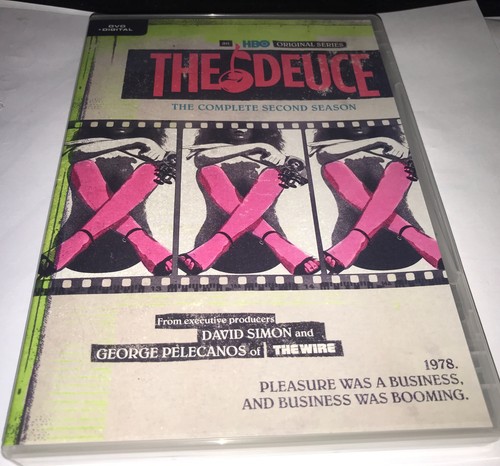 DVD
+ DIGITAL
AN HBO ORIGINAL SERIES
THE DEUCE
THE COMPLETE SECOND SEASON
From executive producers
DAVID SIMON and
GEORGE PELECANOS of THE WIRE
1978.
PLEASURE WAS A BUSINESS,
AND BUSINESS WAS BOOMING.